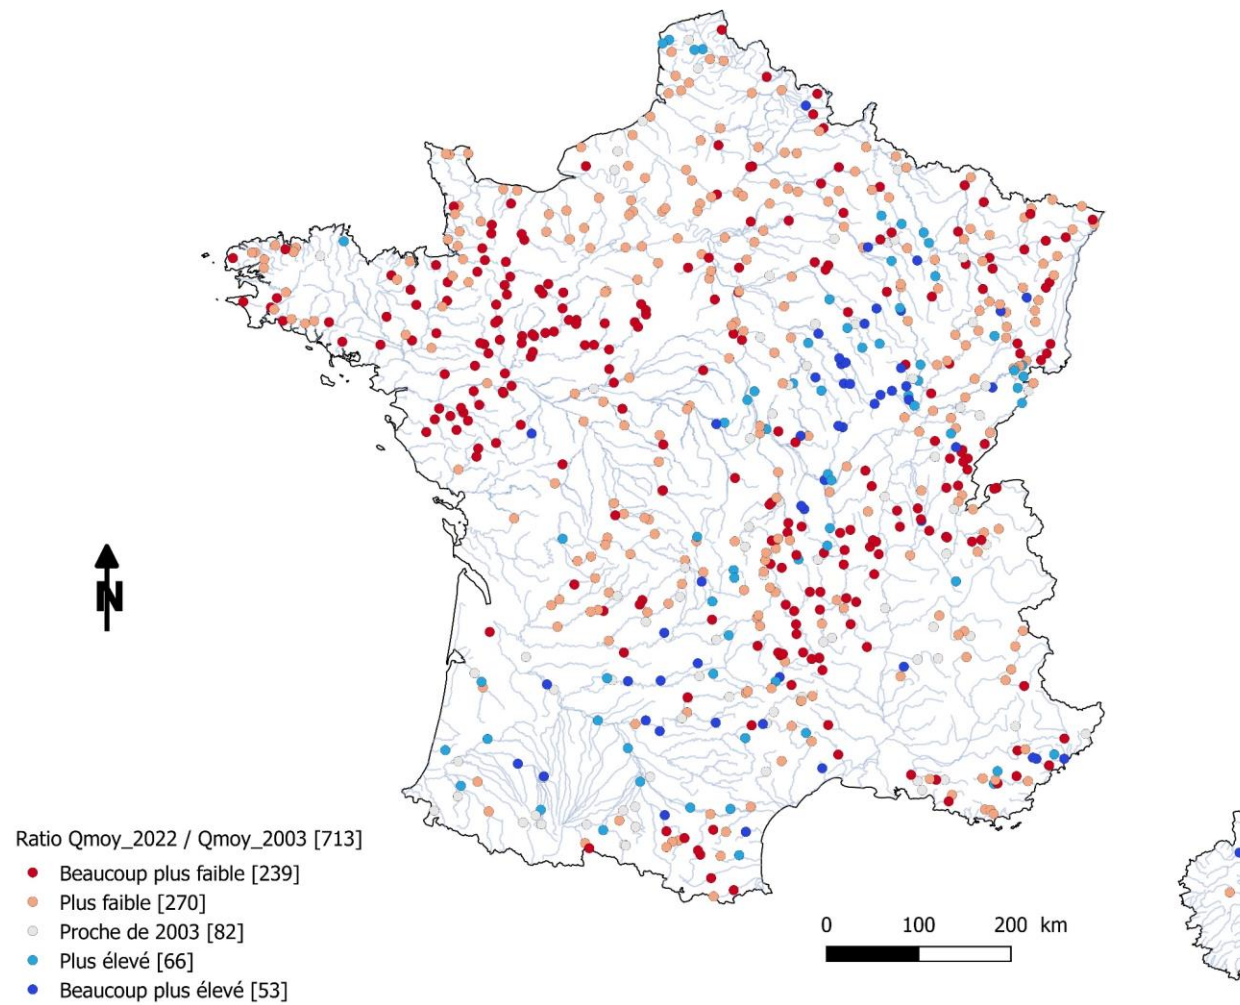 N
Ratio Qmoy_2022 / Qmoy_2003 [713]
Beaucoup plus faible [239]
Plus faible [270]
Proche de 2003 [82]
Plus élevé [66]
Beaucoup plus élevé [53]
0 100 200 km